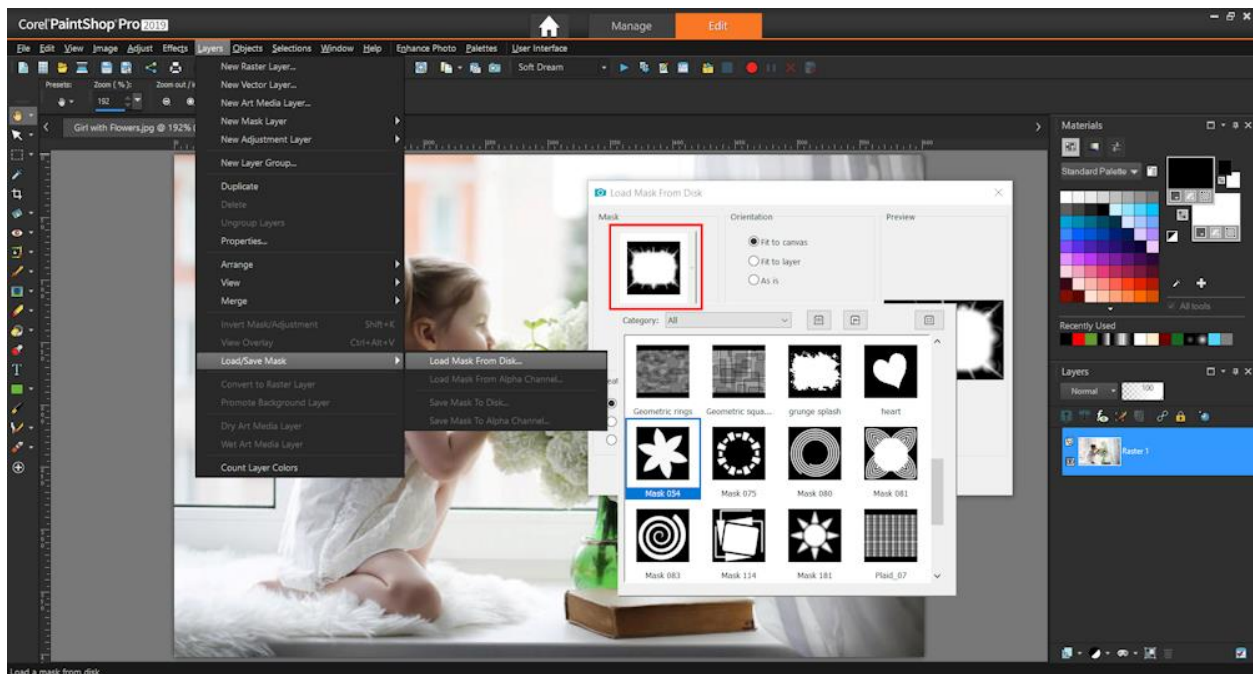 Corel PaintShop Pro 2019
Manage
Edit
File Edit View Image Adjust Effects Layers Objects Selections Window Help Enhance Photo Palettes User Interface
Soft Dream
Presets:
Zoom (%):
Zoom out /
192
Girl with Flowers.jpg @ 192%
New Raster Layer...
New Vector Layer...
New Art Media Layer...
New Mask Layer
New Adjustment Layer
New Layer Group...
Duplicate
Delete
Ungroup Layers
Properties...
Arrange
View
Merge
Invert Mask/Adjustment Shift+K
View Overlay Ctrl+Alt+V
Load/Save Mask
Convert to Raster Layer
Promote Background Layer
Dry Art Media Layer
Wet Art Media Layer
Count Layer Colors
Load Mask From Disk...
Load Mask From Alpha Channel...
Save Mask To Disk...
Save Mask To Alpha Channel...
Load Mask From Disk
Mask
Orientation
Fit to canvas
Fit to layer
As is
Preview
Category: All
Geometric rings
Geometric squa...
grunge splash
heart
Mask 054
Mask 075
Mask 080
Mask 081
Mask 083
Mask 114
Mask 181
Plaid_07
Materials
Standard Palette
All tools
Recently Used
Layers
Normal
100
Raster 1
Load a mask from disk